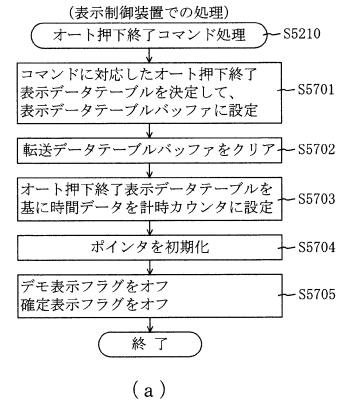 (表示制御装置での処理)
オート押下終了コマンド処理
S5210
コマンドに対応したオート押下終了
表示データテーブルを決定して、
表示データテーブルバッファに設定
S5701
転送データテーブルバッファをクリア
S5702
オート押下終了表示データテーブルを
基に時間データを計時カウンタに設定
S5703
ポインタを初期化
S5704
デモ表示フラグをオフ
確定表示フラグをオフ
S5705
終了
(a)